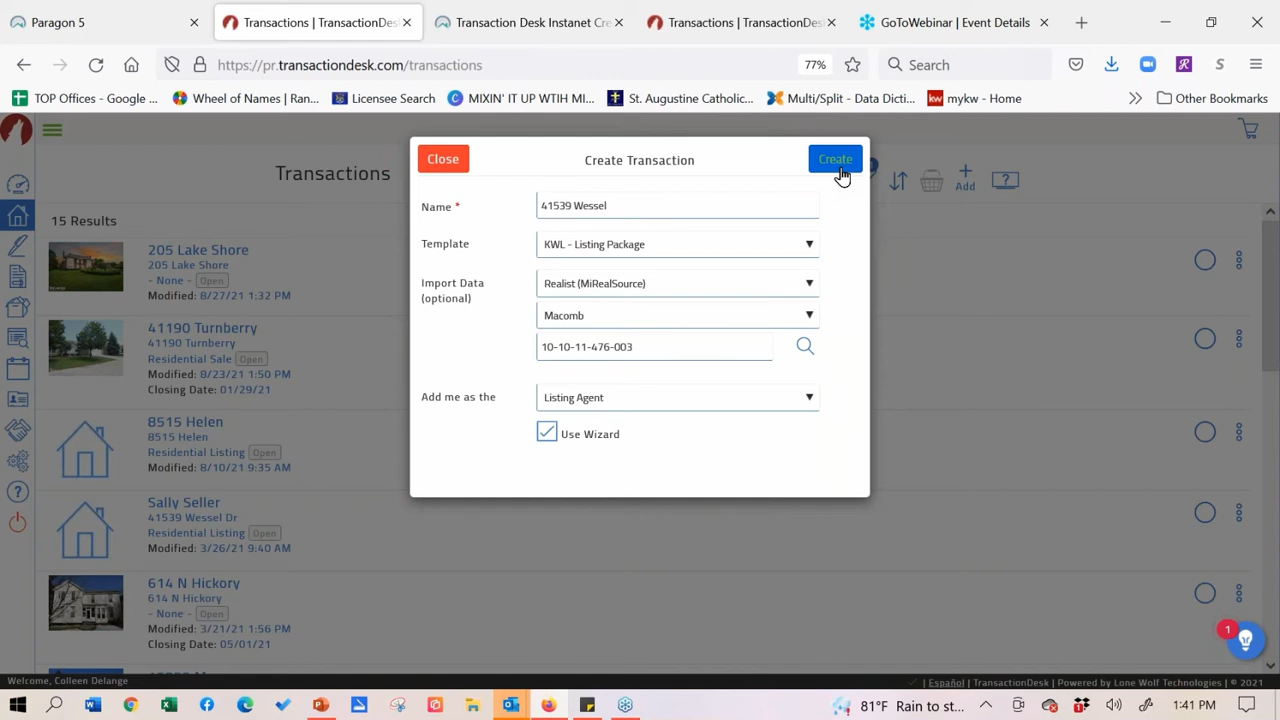 Paragon 5
Transactions | TransactionDes
Transaction Desk Instanet Cre
Transactions | TransactionDes
GoToWebinar | Event Details
https://pr.transactiondesk.com/transactions
77%
Search
TOP Offices - Google ...
Wheel of Names | Ran...
Licensee Search
MIXIN' IT UP WTIH MI...
St. Augustine Catholic...
Multi/Split - Data Dicti...
mykw - Home
Other Bookmarks
Close
Create Transaction
Create
Transactions
Add
15 Results
Name *
41539 Wessel
Template
KWL - Listing Package
Import Data
(optional)
Realist (MiRealSource)
Macomb
10-10-11-476-003
Add me as the
Listing Agent
Use Wizard
205 Lake Shore
205 Lake Shore
- None - Open
Modified: 8/27/21 1:32 PM
41190 Turnberry
41190 Turnberry
Residential Sale Open
Modified: 8/23/21 1:50 PM
Closing Date: 01/29/21
8515 Helen
8515 Helen
Residential Listing Open
Modified: 8/10/21 9:35 AM
Sally Seller
41539 Wessel Dr
Residential Listing Open
Modified: 3/26/21 9:40 AM
614 N Hickory
614 N Hickory
- None - Open
Modified: 3/21/21 1:56 PM
Closing Date: 05/01/21
1
Welcome, Colleen Delange
| Español | TransactionDesk | Powered by Lone Wolf Technologies | © 2021
81°F Rain to st...
1:41 PM